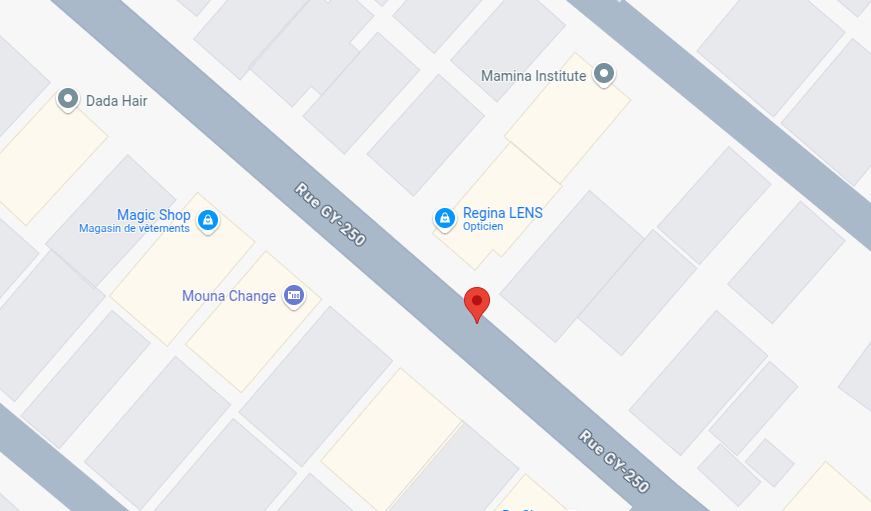 Mamina Institute
Dada Hair
Rue GY-250
Magic Shop
Magasin de vêtements
Regina LENS
Opticien
Mouna Change
Rue GY-250